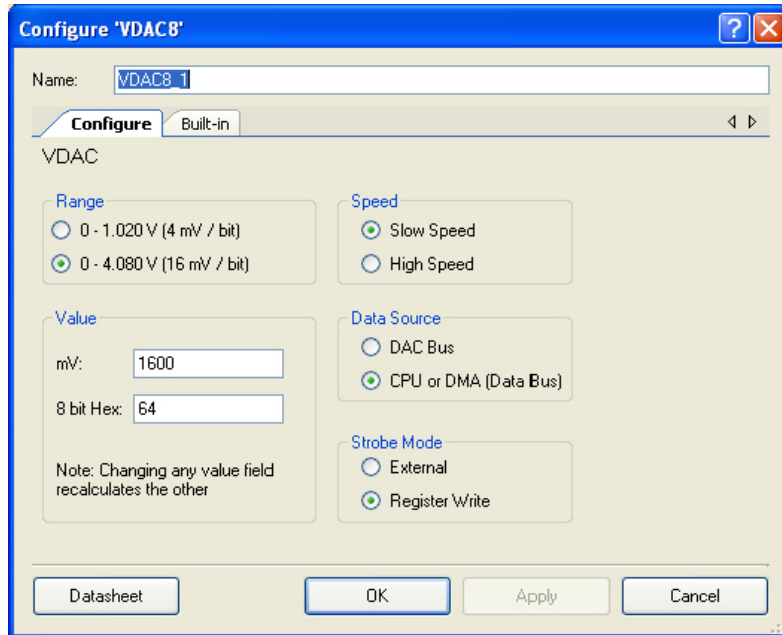 Configure 'VDAC8'
Name: VDAC8_1
Configure Built-in
VDAC
Range
0 - 1.020 V (4 mV / bit)
0 - 4.080 V (16 mV / bit)
Speed
Slow Speed
High Speed
Value
mV: 1600
8 bit Hex: 64
Note: Changing any value field
recalculates the other
Data Source
DAC Bus
CPU or DMA (Data Bus)
Strobe Mode
External
Register Write
Datasheet OK Apply Cancel